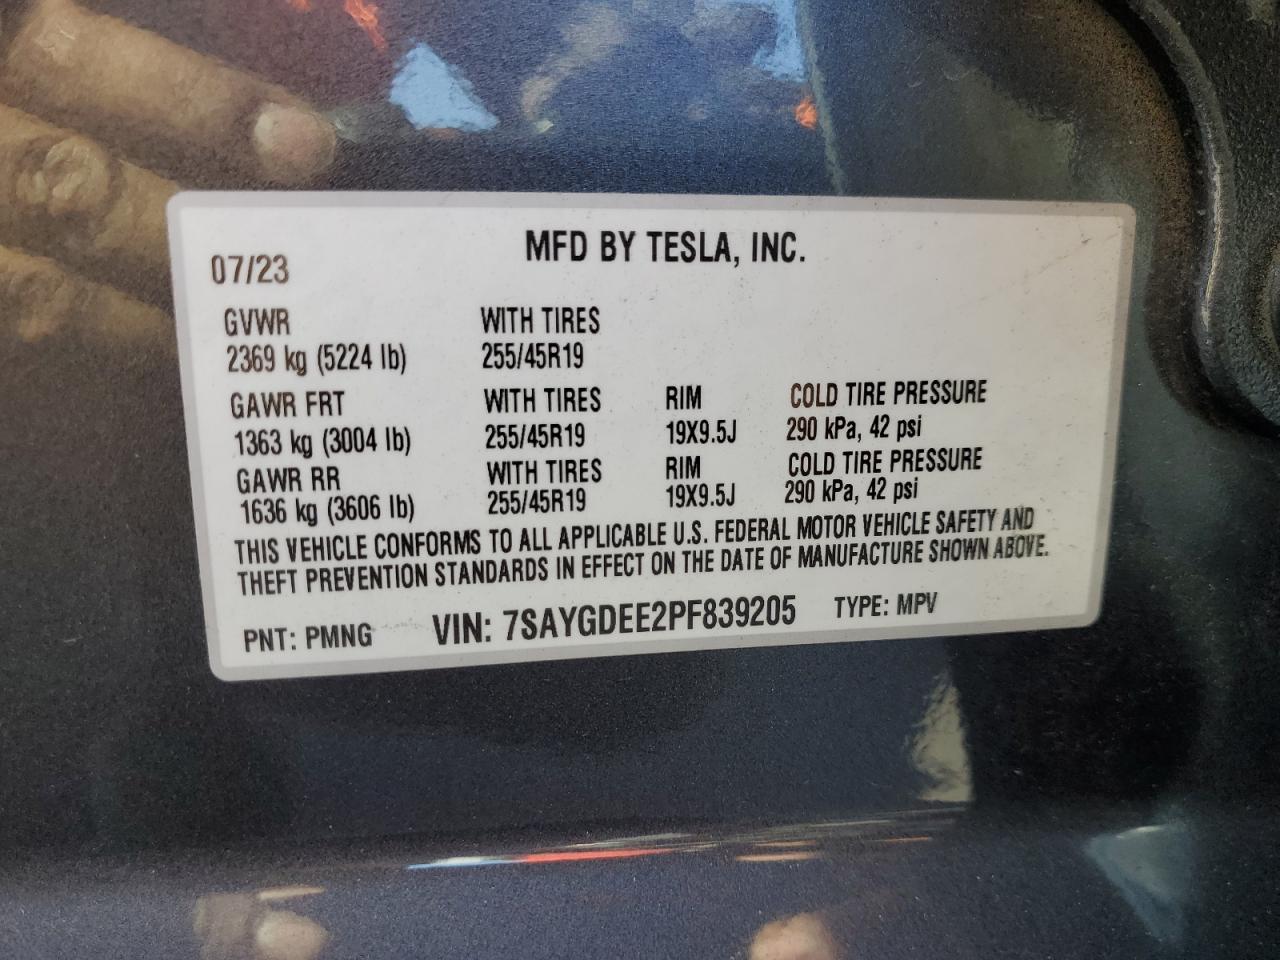 MFD BY TESLA, INC.
07/23
GVWR WITH TIRES
2369 kg (5224 lb) 255/45R19
GAWR FRT WITH TIRES RIM COLD TIRE PRESSURE
1363 kg (3004 lb) 255/45R19 19X9.5J 290 kPa, 42 psi
GAWR RR WITH TIRES RIM COLD TIRE PRESSURE
1636 kg (3606 lb) 255/45R19 19X9.5J 290 kPa, 42 psi
THIS VEHICLE CONFORMS TO ALL APPLICABLE U.S. FEDERAL MOTOR VEHICLE SAFETY AND
THEFT PREVENTION STANDARDS IN EFFECT ON THE DATE OF MANUFACTURE SHOWN ABOVE.
PNT: PMNG VIN: 7SAYGDEE2PF839205 TYPE: MPV